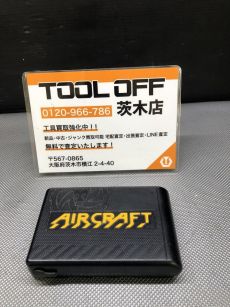 TOOL OFF
0120-966-786 茨木店
工具買取強化中！！
新品・中古・ジャンク買取可能 宅配査定・出張査定・LINE査定
無料で査定いたします！
〒567-0865
大阪府茨木市横江 2-4-40
AIRCRAFT